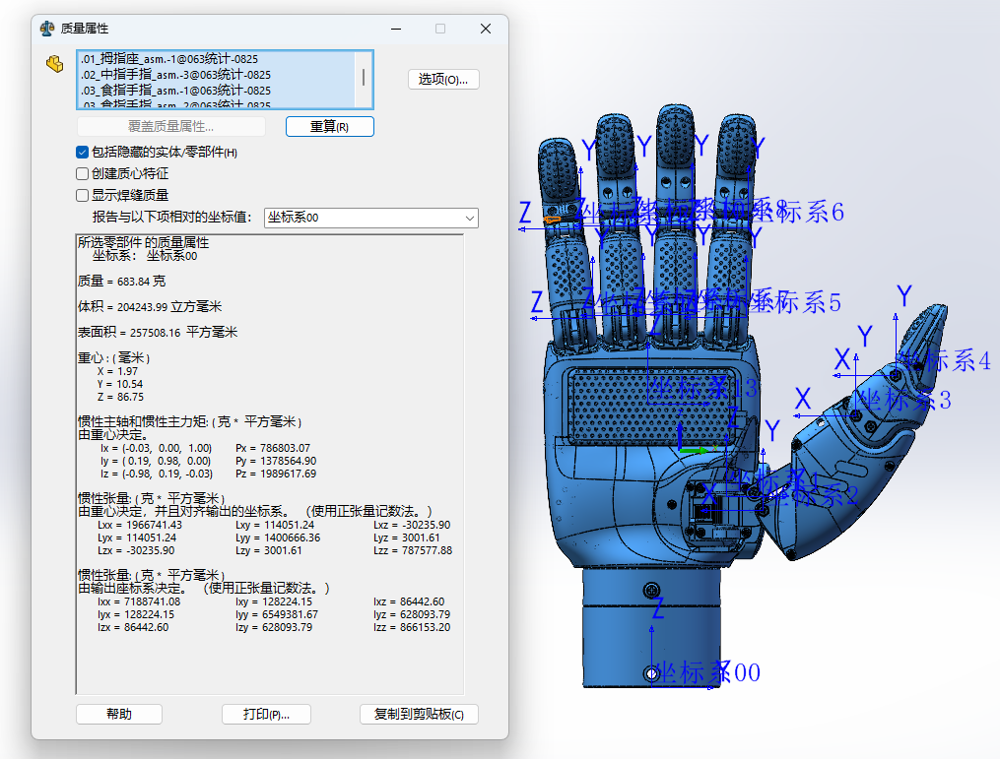 质量属性
.01_拇指座_asm.-1@063统计-0825
.02_中指手指_asm.-3@063统计-0825
.03_食指手指_asm.-1@063统计-0825
.03_食指手指_asm.-2@063统计-0825
选项(O)...
覆盖质量属性...
重算(R)
包括隐藏的实体/零部件(H)
创建质心特征
显示焊缝质量
报告与以下项相对的坐标值: 坐标系00
所选零部件 的质量属性
坐标系: 坐标系00
质量 = 683.84 克
体积 = 204243.99 立方毫米
表面积 = 257508.16 平方毫米
重心 : ( 毫米 )
X = 1.97
Y = 10.54
Z = 86.75
惯性主轴和惯性主力矩: ( 克 * 平方毫米 )
由重心决定。
Ix = (-0.03, 0.00, 1.00) Px = 786803.07
Iy = ( 0.19, 0.98, 0.00) Py = 1378564.90
Iz = (-0.98, 0.19, -0.03) Pz = 1989617.69
惯性张量: ( 克 * 平方毫米 )
由重心决定，并且对齐输出的坐标系。 （使用正张量记数法。）
Lxx = 1966741.43 Lxy = 114051.24 Lxz = -30235.90
Lyx = 114051.24 Lyy = 1400666.36 Lyz = 3001.61
Lzx = -30235.90 Lzy = 3001.61 Lzz = 787577.88
惯性张量: ( 克 * 平方毫米 )
由输出座标系决定。 （使用正张量记数法。）
Ixx = 7188741.08 Ixy = 128224.15 Ixz = 86442.60
Iyx = 128224.15 Iyy = 6549381.67 Iyz = 628093.79
Izx = 86442.60 Izy = 628093.79 Izz = 866153.20
帮助
打印(P)...
复制到剪贴板(C)
Y Y Y Y
Z
坐标系6
Z
坐标系5
Y
Y
X
坐标系4
X
坐标系3
坐标系13
Z
Y
坐标系1
X
坐标系2
Z
Y
坐标系00